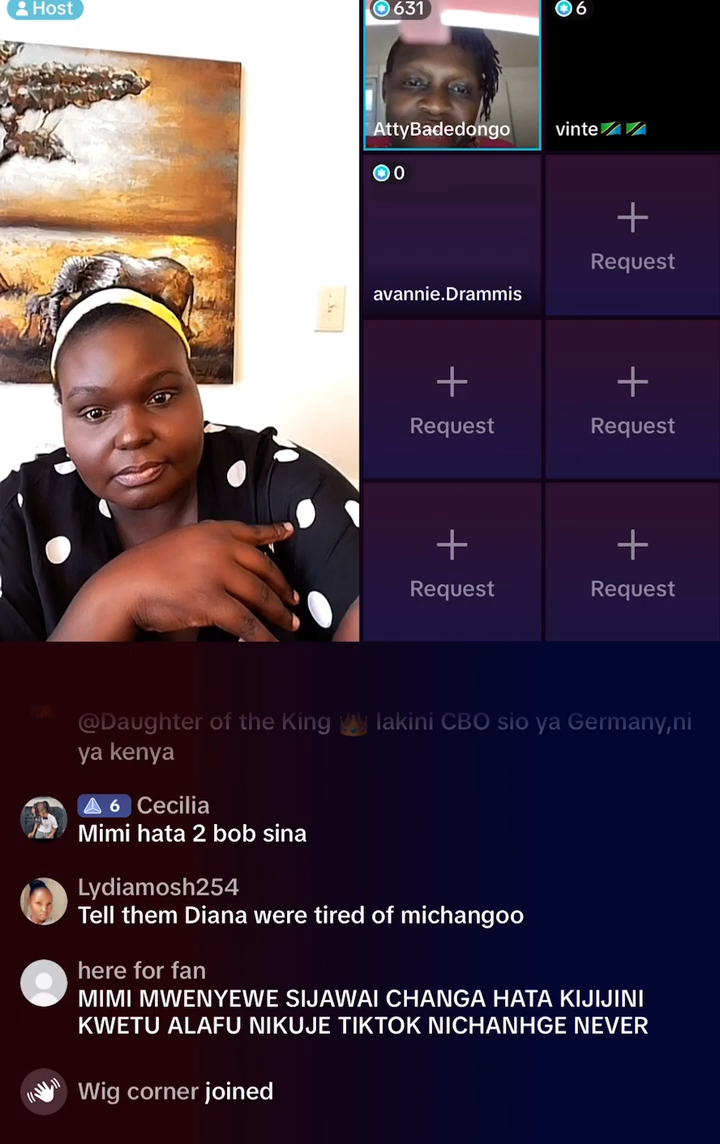 Host
631
6
AttyBadedongo
vinte🇹🇿 🇹🇿
0
avannie.Drammis
Request
Request
Request
Request
Request
@Daughter of the King 👑 lakini CBO sio ya Germany,ni
ya kenya
6 Cecilia
Mimi hata 2 bob sina
Lydiamosh254
Tell them Diana were tired of michangoo
here for fan
MIMI MWENYEWE SIJAWAI CHANGA HATA KIJIJINI
KWETU ALAFU NIKUJE TIKTOK NICHANHGE NEVER
Wig corner joined